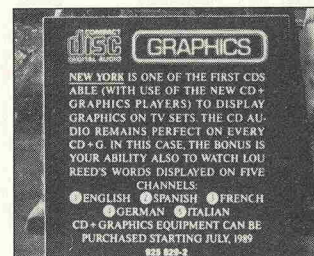 COMPACT
disc GRAPHICS
DIGITAL AUDIO
NEW YORK IS ONE OF THE FIRST CDS
ABLE (WITH USE OF THE NEW CD+
GRAPHICS PLAYERS) TO DISPLAY
GRAPHICS ON TV SETS. THE CD AU-
DIO REMAINS PERFECT ON EVERY
CD+G. IN THIS CASE, THE BONUS IS
YOUR ABILITY ALSO TO WATCH LOU
REED'S WORDS DISPLAYED ON FIVE
CHANNELS:
1 ENGLISH 2 SPANISH 3 FRENCH
4 GERMAN 5 ITALIAN
CD+GRAPHICS EQUIPMENT CAN BE
PURCHASED STARTING JULY, 1989
925 829-2